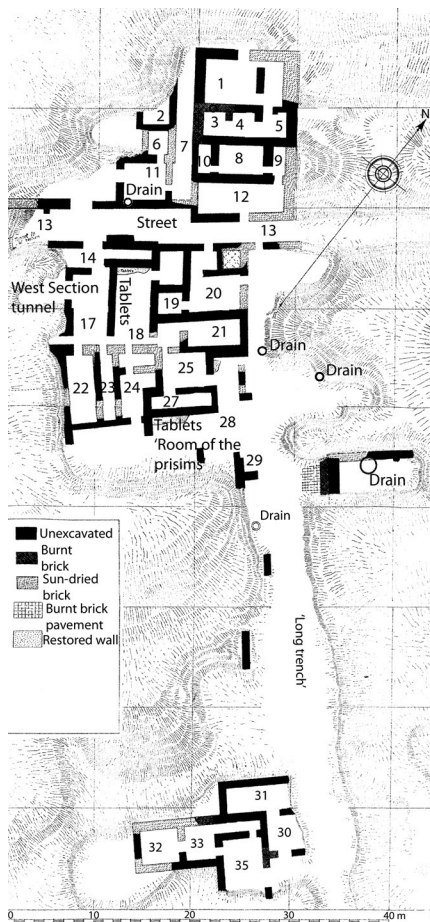 1
2
3
4
5
N
6
7
10
8
9
11
Drain
12
Street
13
13
14
Tablets
West Section
tunnel
Tablets
20
19
17
18
21
Drain
25
Drain
22
23
24
27
28
Tablets
'Room of the
prisims'
29
Drain
Drain
Unexcavated
Burnt
brick
Sun-dried
brick
Burnt brick
pavement
Restored wall
'Long trench'
31
30
32
33
35
0
10
20
30
40 m